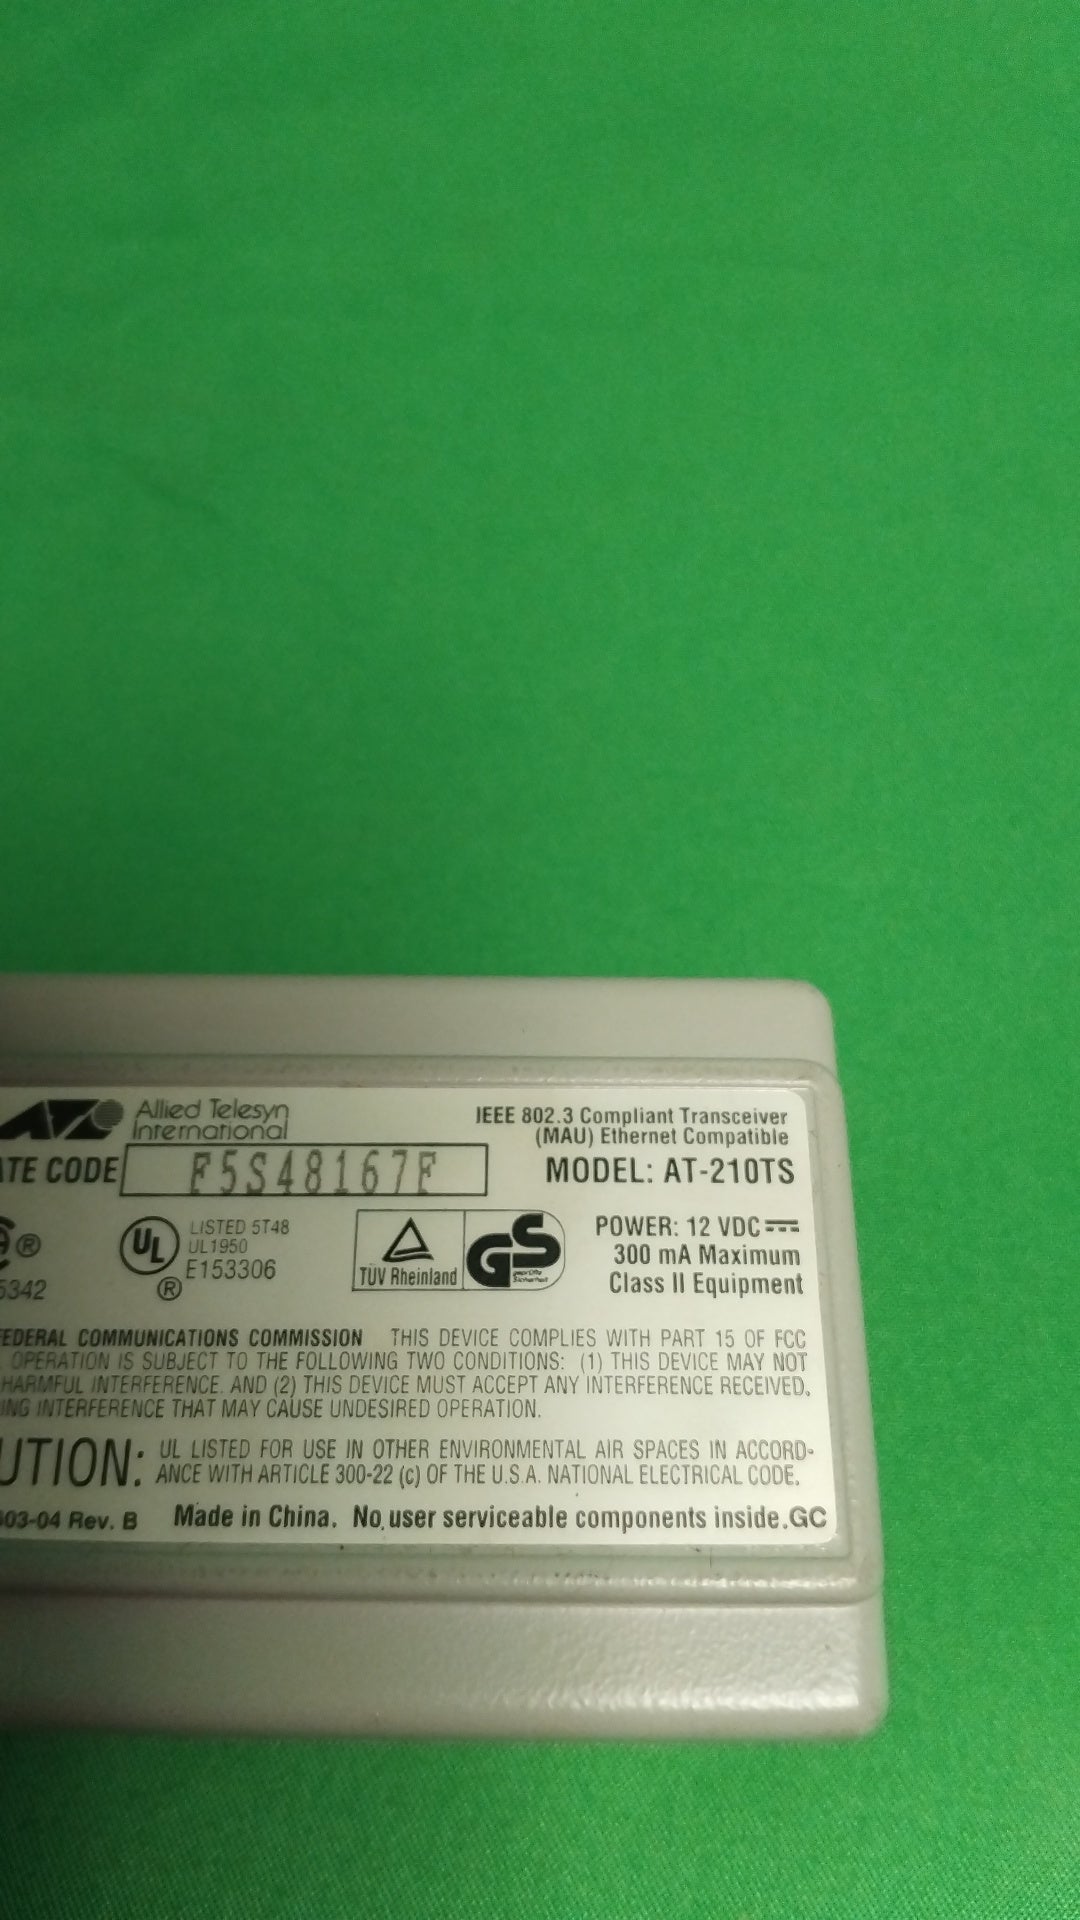 Allied Telesyn
International
IEEE 802.3 Compliant Transceiver
(MAU) Ethernet Compatible
ATE CODE F5S48167F
MODEL: AT-210TS
®
5342
UL
®
LISTED 5T48
UL1950
E153306
TÜV Rheinland
GS
geprüfte
Sicherheit
POWER: 12 VDC
300 mA Maximum
Class II Equipment
FEDERAL COMMUNICATIONS COMMISSION THIS DEVICE COMPLIES WITH PART 15 OF FCC
OPERATION IS SUBJECT TO THE FOLLOWING TWO CONDITIONS: (1) THIS DEVICE MAY NOT
HARMFUL INTERFERENCE. AND (2) THIS DEVICE MUST ACCEPT ANY INTERFERENCE RECEIVED,
ING INTERFERENCE THAT MAY CAUSE UNDESIRED OPERATION.
UTION: UL LISTED FOR USE IN OTHER ENVIRONMENTAL AIR SPACES IN ACCORD-
ANCE WITH ARTICLE 300-22 (c) OF THE U.S.A. NATIONAL ELECTRICAL CODE.
03-04 Rev. B Made in China. No user serviceable components inside.GC